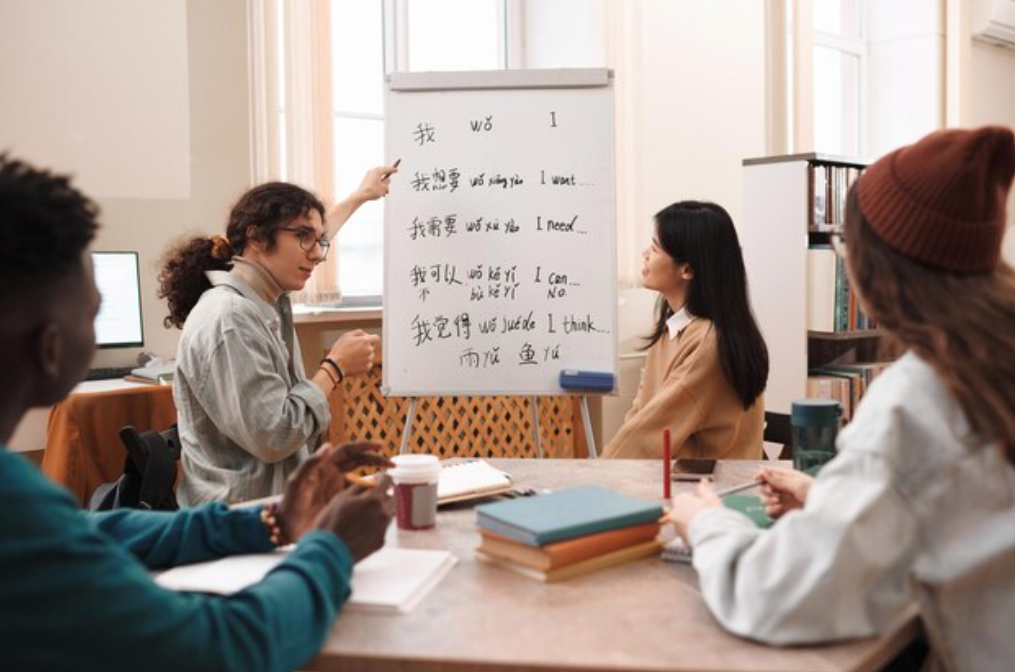 我 wǒ I
我想要 wǒ xiǎng yào I want...
我需要 wǒ xū yào I need...
我可以 wǒ kě yǐ I can...
不 bù kě yǐ No.
我觉得 wǒ juéde I think...
雨 yǔ 鱼 yú